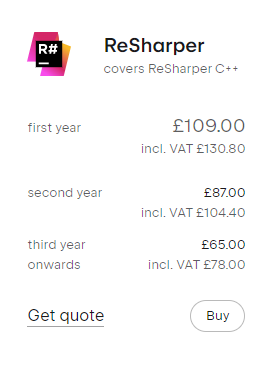 R#
ReSharper
covers ReSharper C++
first year £109.00
incl. VAT £130.80
second year £87.00
incl. VAT £104.40
third year £65.00
onwards incl. VAT £78.00
Get quote Buy